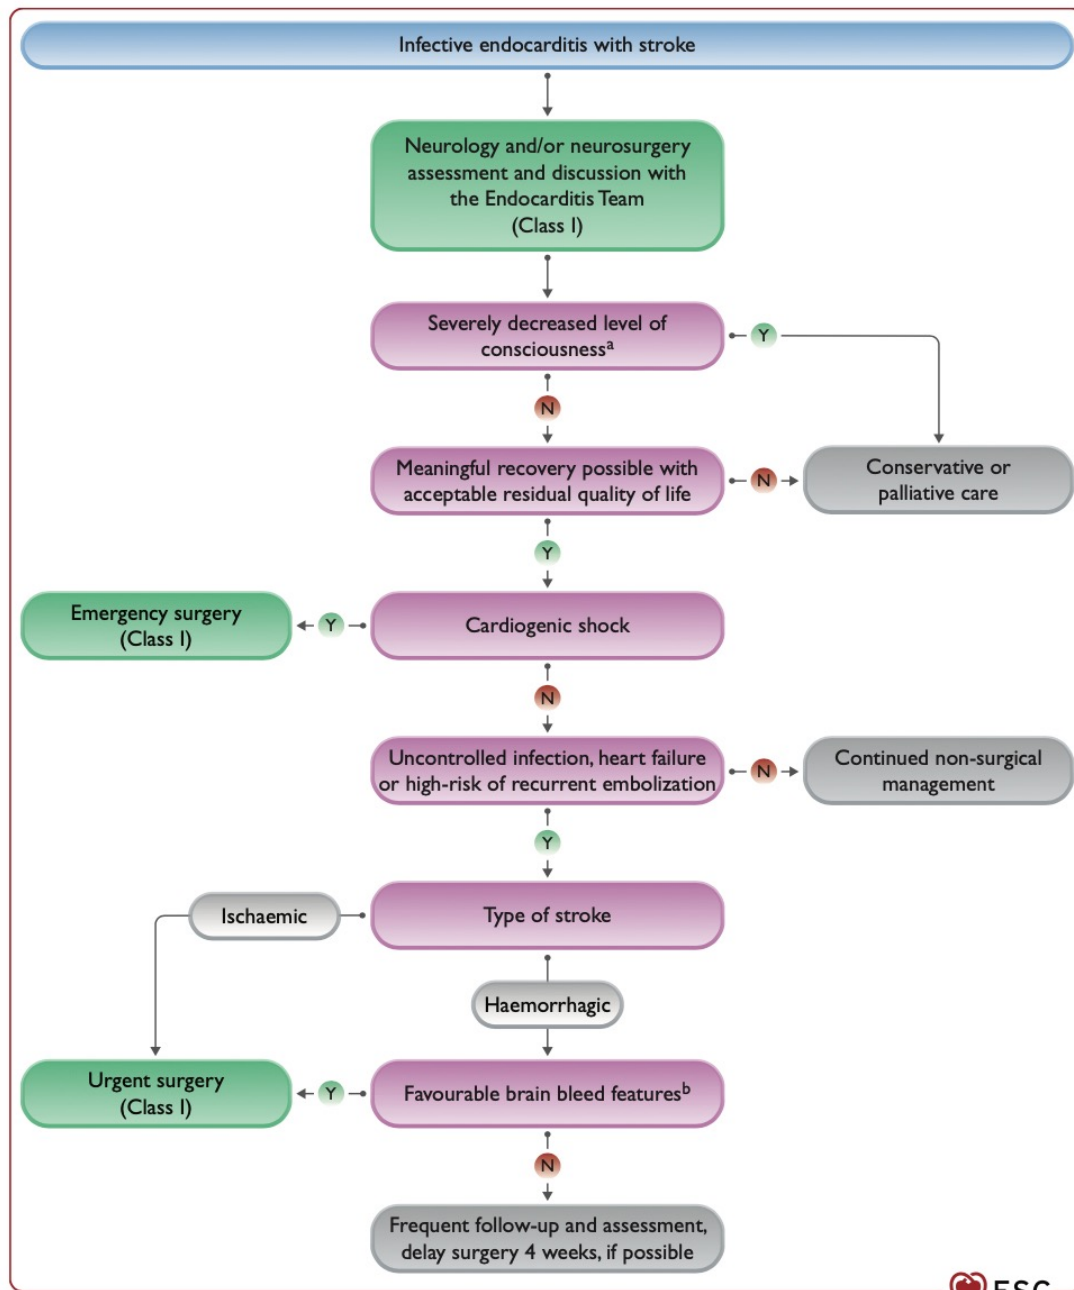 Infective endocarditis with stroke
Neurology and/or neurosurgery
assessment and discussion with
the Endocarditis Team
(Class I)
Severely decreased level of
consciousnessᵃ
Y
N
Meaningful recovery possible with
acceptable residual quality of life
N
Conservative or
palliative care
Y
Emergency surgery
(Class I)
Y
Cardiogenic shock
N
Uncontrolled infection, heart failure
or high-risk of recurrent embolization
N
Continued non-surgical
management
Y
Ischaemic
Type of stroke
Haemorrhagic
Urgent surgery
(Class I)
Y
Favourable brain bleed featuresᵇ
N
Frequent follow-up and assessment,
delay surgery 4 weeks, if possible
ESC